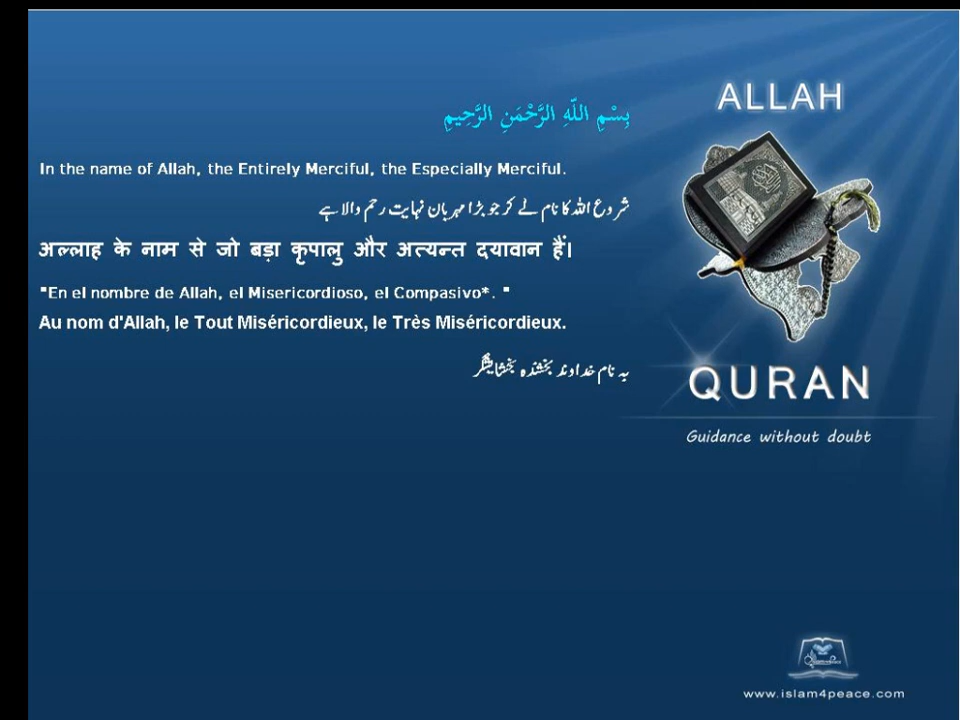 بِسْمِ اللّهِ الرَّحْمَنِ الرَّحِيمِ
In the name of Allah, the Entirely Merciful, the Especially Merciful.
شروع الله کا نام لے کر جو بڑا مہربان نہایت رحم والا ہے
अल्लाह के नाम से जो बड़ा कृपालु और अत्यन्त दयावान हैं।
"En el nombre de Allah, el Misericordioso, el Compasivo*. "
Au nom d'Allah, le Tout Miséricordieux, le Très Miséricordieux.
به نام خداوند بخشنده بخشایشگر
ALLAH
QURAN
Guidance without doubt
www.islam4peace.com